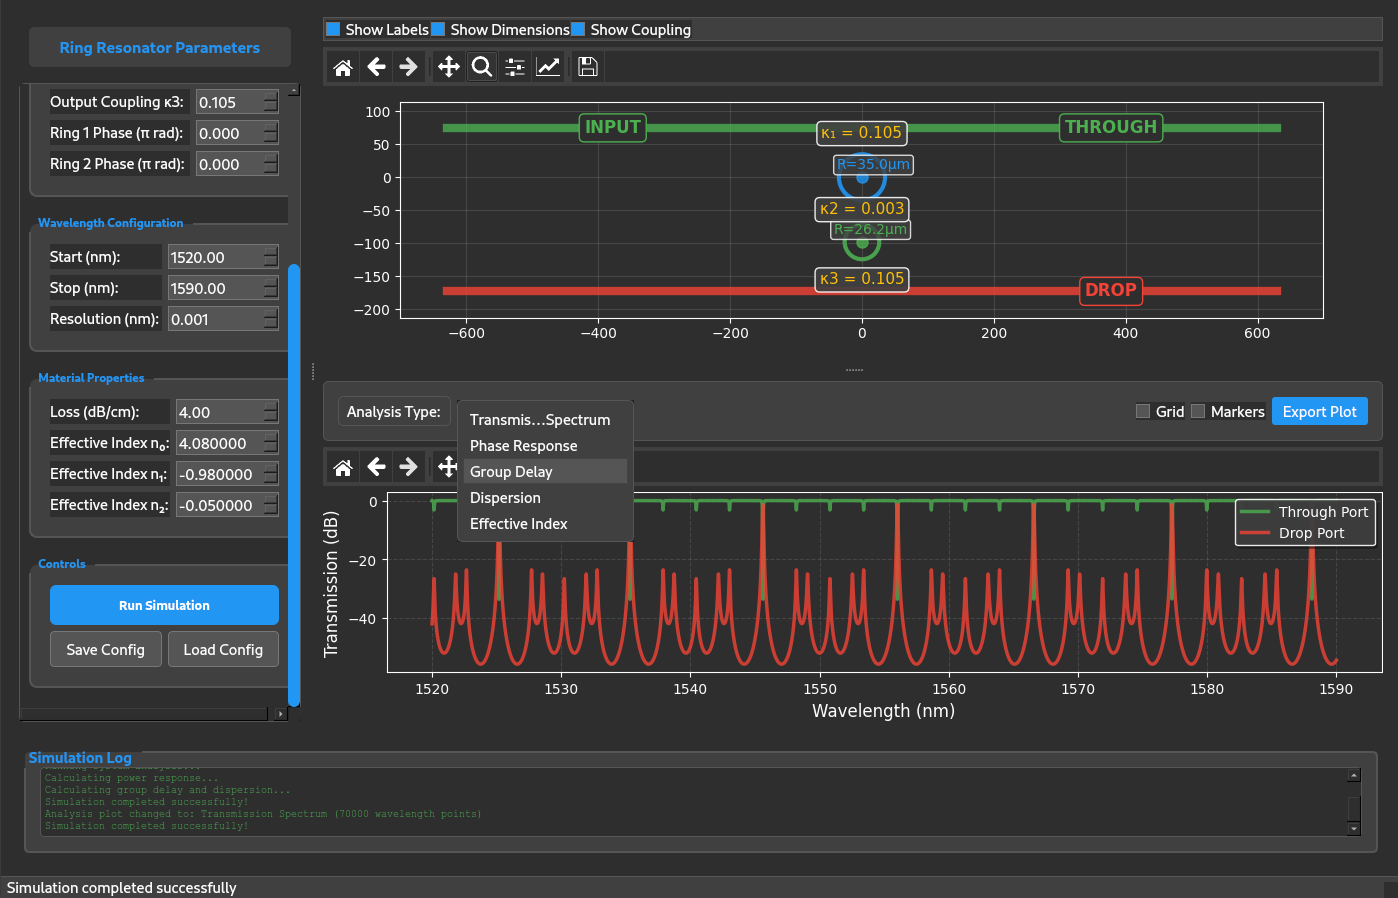 Ring Resonator Parameters
Output Coupling κ3: 0.105
Ring 1 Phase (π rad): 0.000
Ring 2 Phase (π rad): 0.000
Wavelength Configuration
Start (nm): 1520.00
Stop (nm): 1590.00
Resolution (nm): 0.001
Material Properties
Loss (dB/cm): 4.00
Effective Index n₀: 4.080000
Effective Index n₁: -0.980000
Effective Index n₂: -0.050000
Controls
Run Simulation
Save Config Load Config
Show Labels Show Dimensions Show Coupling
100
50
0
−50
−100
−150
−200
INPUT
THROUGH
κ₁ = 0.105
R=35.0μm
κ2 = 0.003
R=26.2μm
κ3 = 0.105
DROP
−600 −400 −200 0 200 400 600
Analysis Type:
Transmis...Spectrum
Phase Response
Group Delay
Dispersion
Effective Index
Grid Markers Export Plot
Transmission (dB)
0
−20
−40
Through Port
Drop Port
1520 1530 1540 1550 1560 1570 1580 1590
Wavelength (nm)
Simulation Log
Calculating power response...
Calculating group delay and dispersion...
Simulation completed successfully!
Analysis plot changed to: Transmission Spectrum (70000 wavelength points)
Simulation completed successfully!
Simulation completed successfully